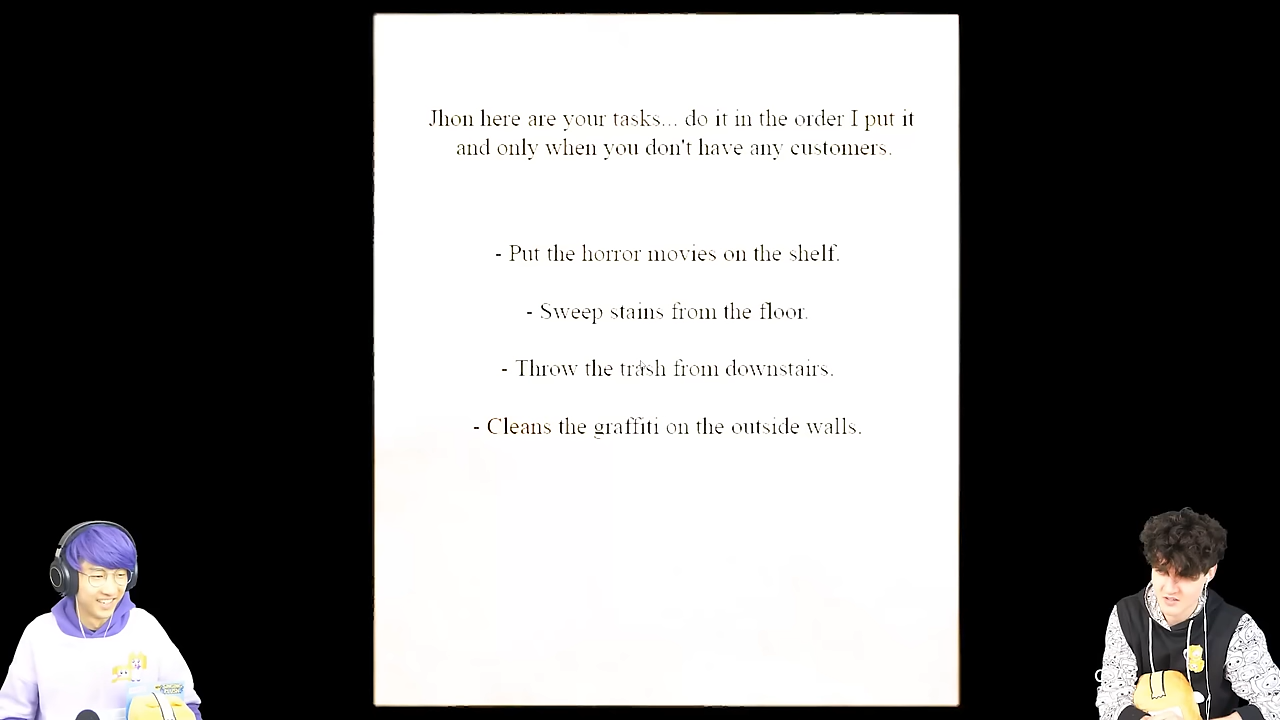 Jhon here are your tasks... do it in the order I put it
and only when you don't have any customers.
- Put the horror movies on the shelf.
- Sweep stains from the floor.
- Throw the trash from downstairs.
- Cleans the graffiti on the outside walls.